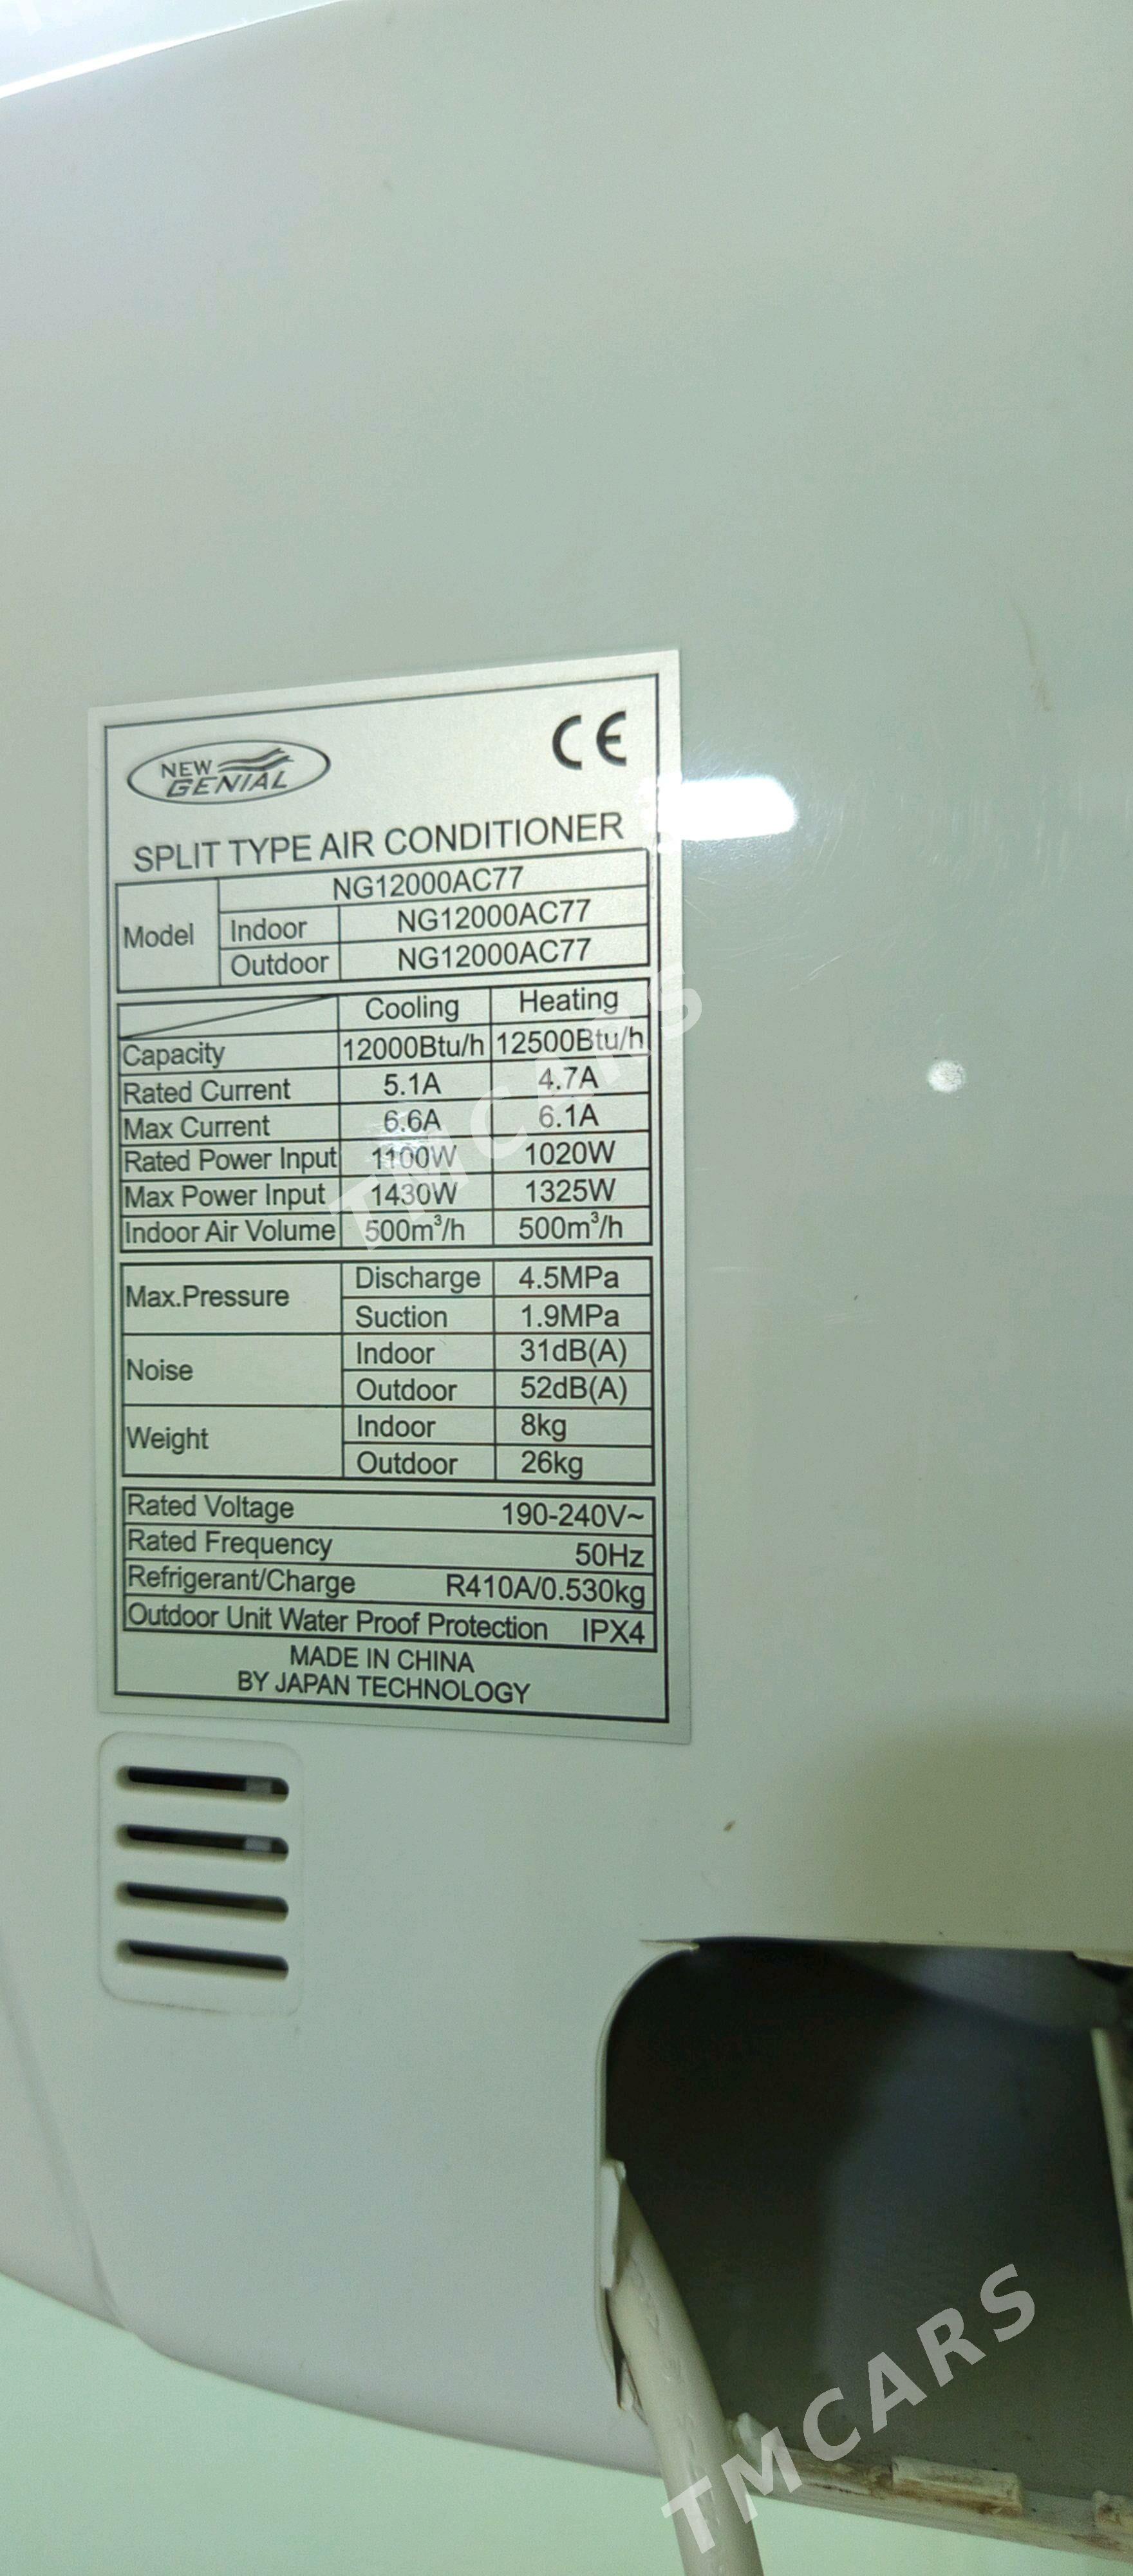 NEW
GENIAL
CE
SPLIT TYPE AIR CONDITIONER
Model NG12000AC77
Indoor NG12000AC77
Outdoor NG12000AC77
Cooling Heating
Capacity 12000Btu/h 12500Btu/h
Rated Current 5.1A 4.7A
Max Current 6.6A 6.1A
Rated Power Input 1100W 1020W
Max Power Input 1430W 1325W
Indoor Air Volume 500m³/h 500m³/h
Max.Pressure Discharge 4.5MPa
Suction 1.9MPa
Noise Indoor 31dB(A)
Outdoor 52dB(A)
Weight Indoor 8kg
Outdoor 26kg
Rated Voltage 190-240V~
Rated Frequency 50Hz
Refrigerant/Charge R410A/0.530kg
Outdoor Unit Water Proof Protection IPX4
MADE IN CHINA
BY JAPAN TECHNOLOGY
TMCARS
TMCARS